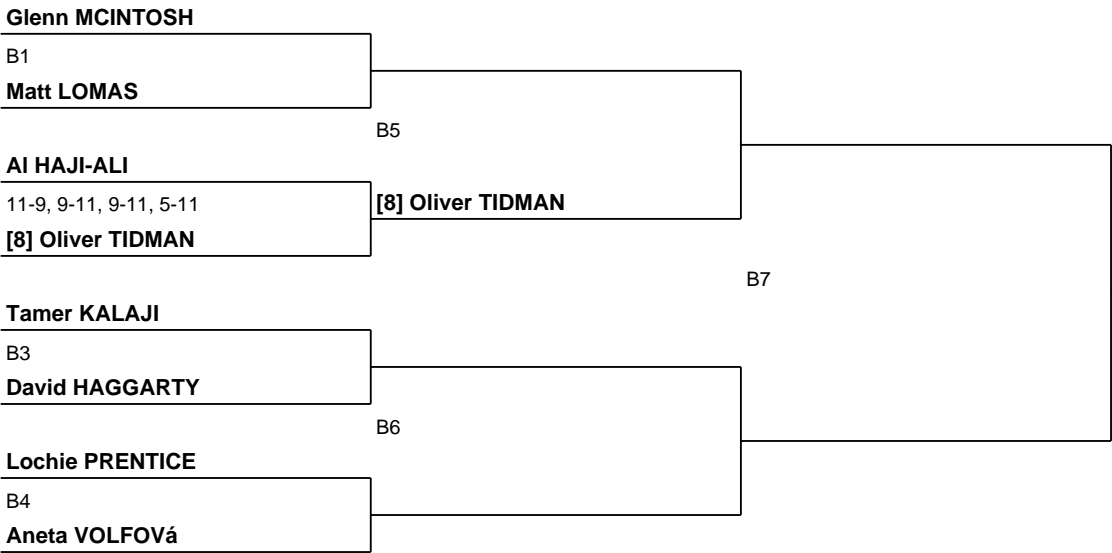 Glenn MCINTOSH
B1
Matt LOMAS
B5
Al HAJI-ALI
11-9, 9-11, 9-11, 5-11
[8] Oliver TIDMAN
[8] Oliver TIDMAN
B7
Tamer KALAJI
B3
David HAGGARTY
B6
Lochie PRENTICE
B4
Aneta VOLFOVá